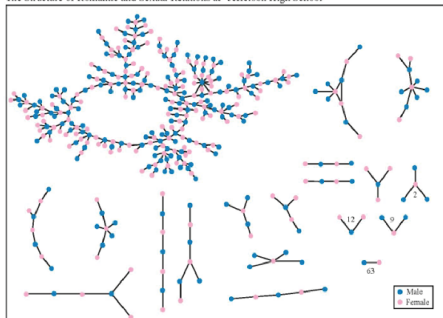 The Structure of Romantic and Sexual Relations at "Jefferson High School"
2
12
9
63
Male
Female